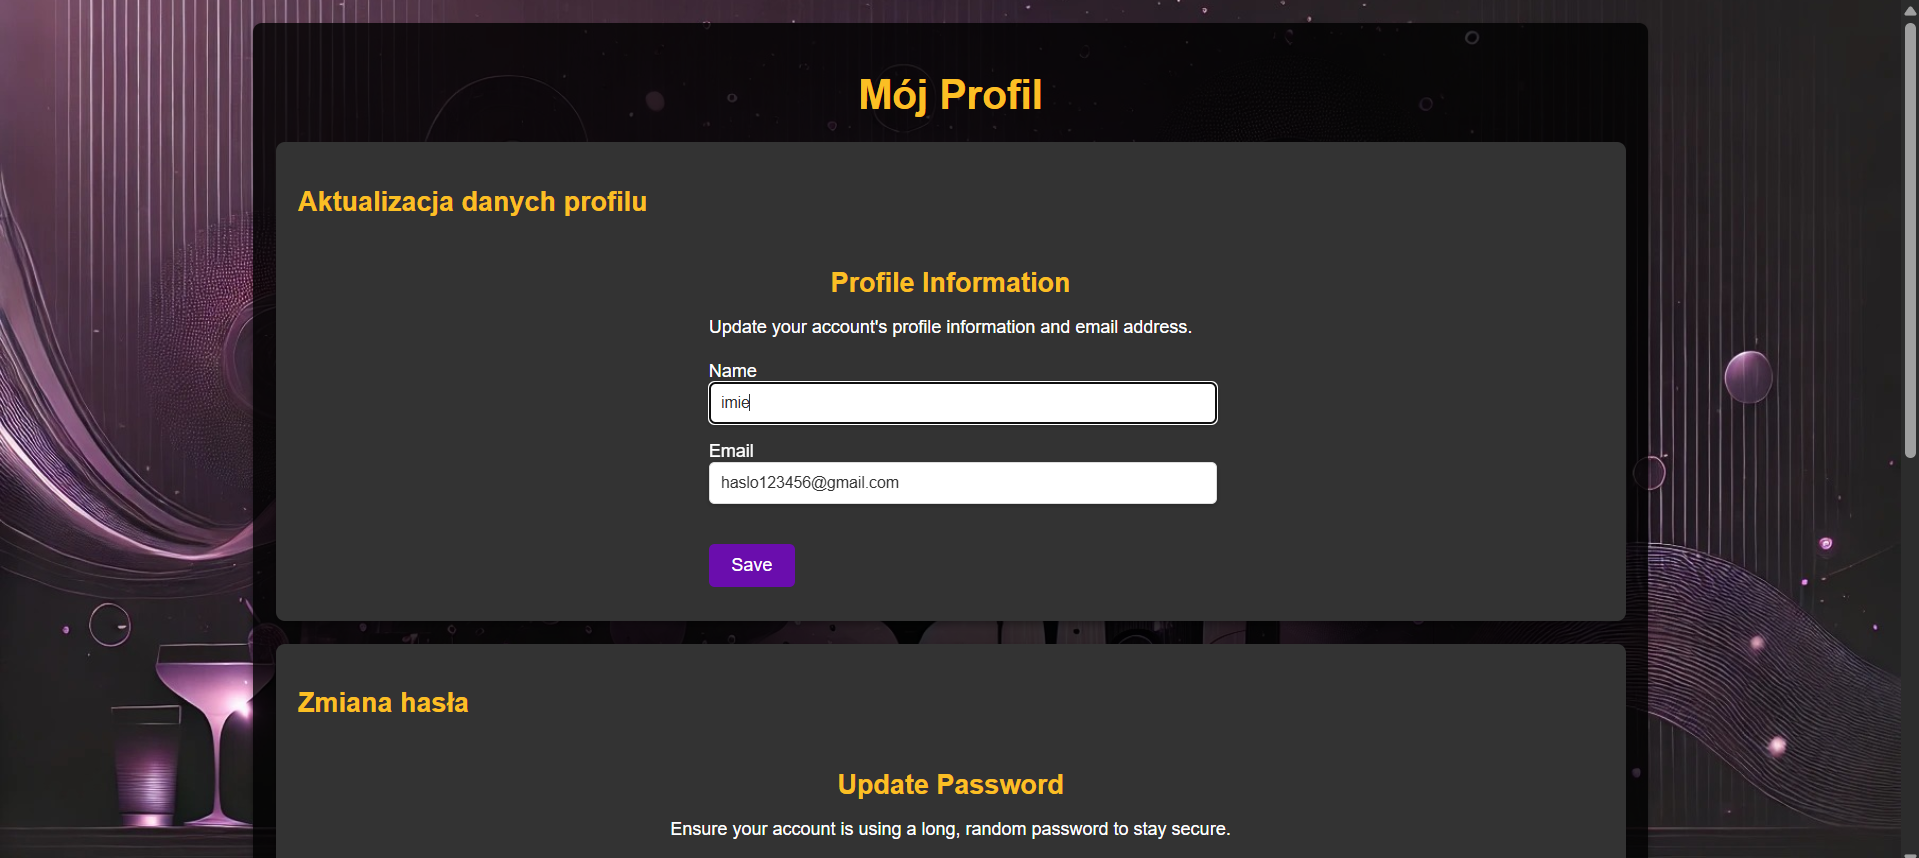 Mój Profil
Aktualizacja danych profilu
Profile Information
Update your account's profile information and email address.
Name
imie
Email
haslo123456@gmail.com
Save
Zmiana hasła
Update Password
Ensure your account is using a long, random password to stay secure.